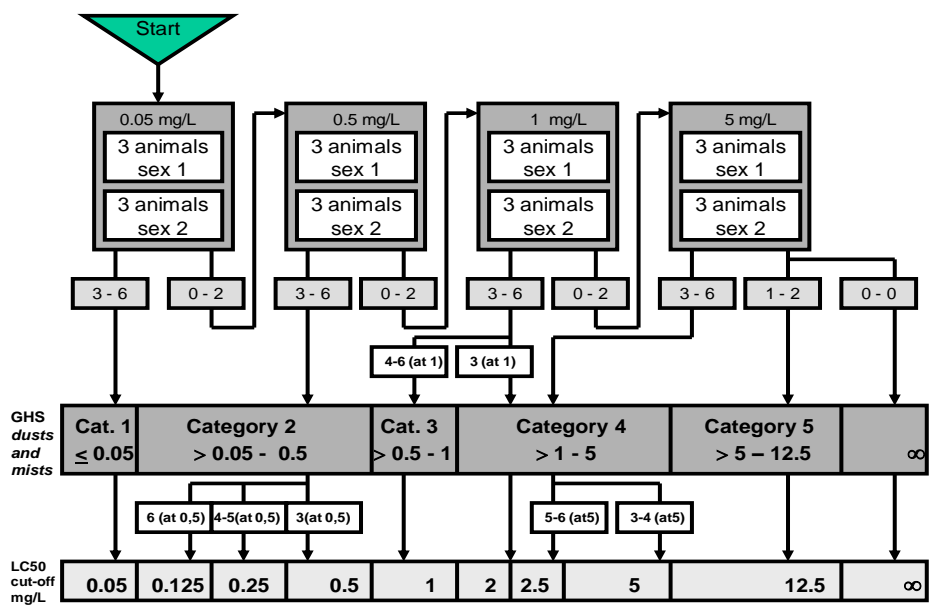 Start
0.05 mg/L
3 animals
sex 1
3 animals
sex 2
0.5 mg/L
3 animals
sex 1
3 animals
sex 2
1 mg/L
3 animals
sex 1
3 animals
sex 2
5 mg/L
3 animals
sex 1
3 animals
sex 2
3 - 6
0 - 2
3 - 6
0 - 2
3 - 6
0 - 2
3 - 6
1 - 2
0 - 0
4-6 (at 1)
3 (at 1)
GHS
dusts
and
mists
Cat. 1
≤ 0.05
Category 2
> 0.05 - 0.5
Cat. 3
> 0.5 - 1
Category 4
> 1 - 5
Category 5
> 5 – 12.5
∞
6 (at 0,5)
4-5(at 0,5)
3(at 0,5)
5-6 (at5)
3-4 (at5)
LC50
cut-off
mg/L
0.05
0.125
0.25
0.5
1
2
2.5
5
12.5
∞